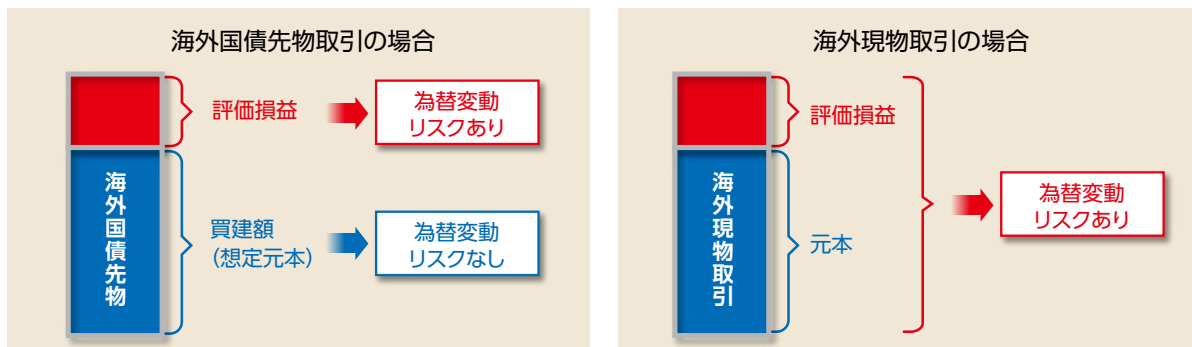 海外国債先物取引の場合
評価損益
為替変動
リスクあり
海外国債先物
買建額
（想定元本）
為替変動
リスクなし
海外現物取引の場合
評価損益
海外現物取引
元本
為替変動
リスクあり